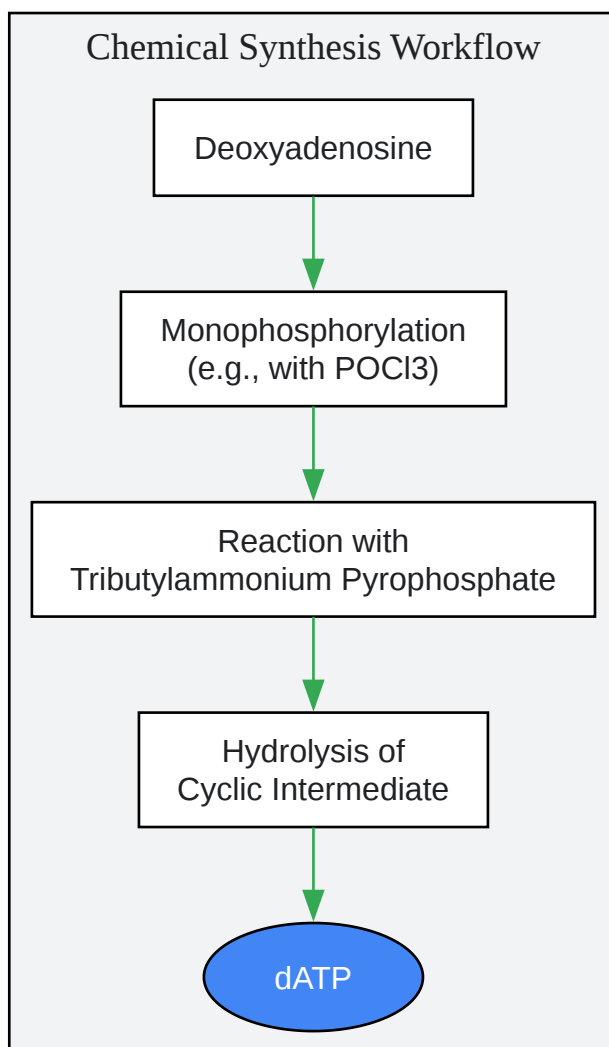 Chemical Synthesis Workflow
Deoxyadenosine
Monophosphorylation
(e.g., with POCl3)
Reaction with
Tributylammonium Pyrophosphate
Hydrolysis of
Cyclic Intermediate
dATP